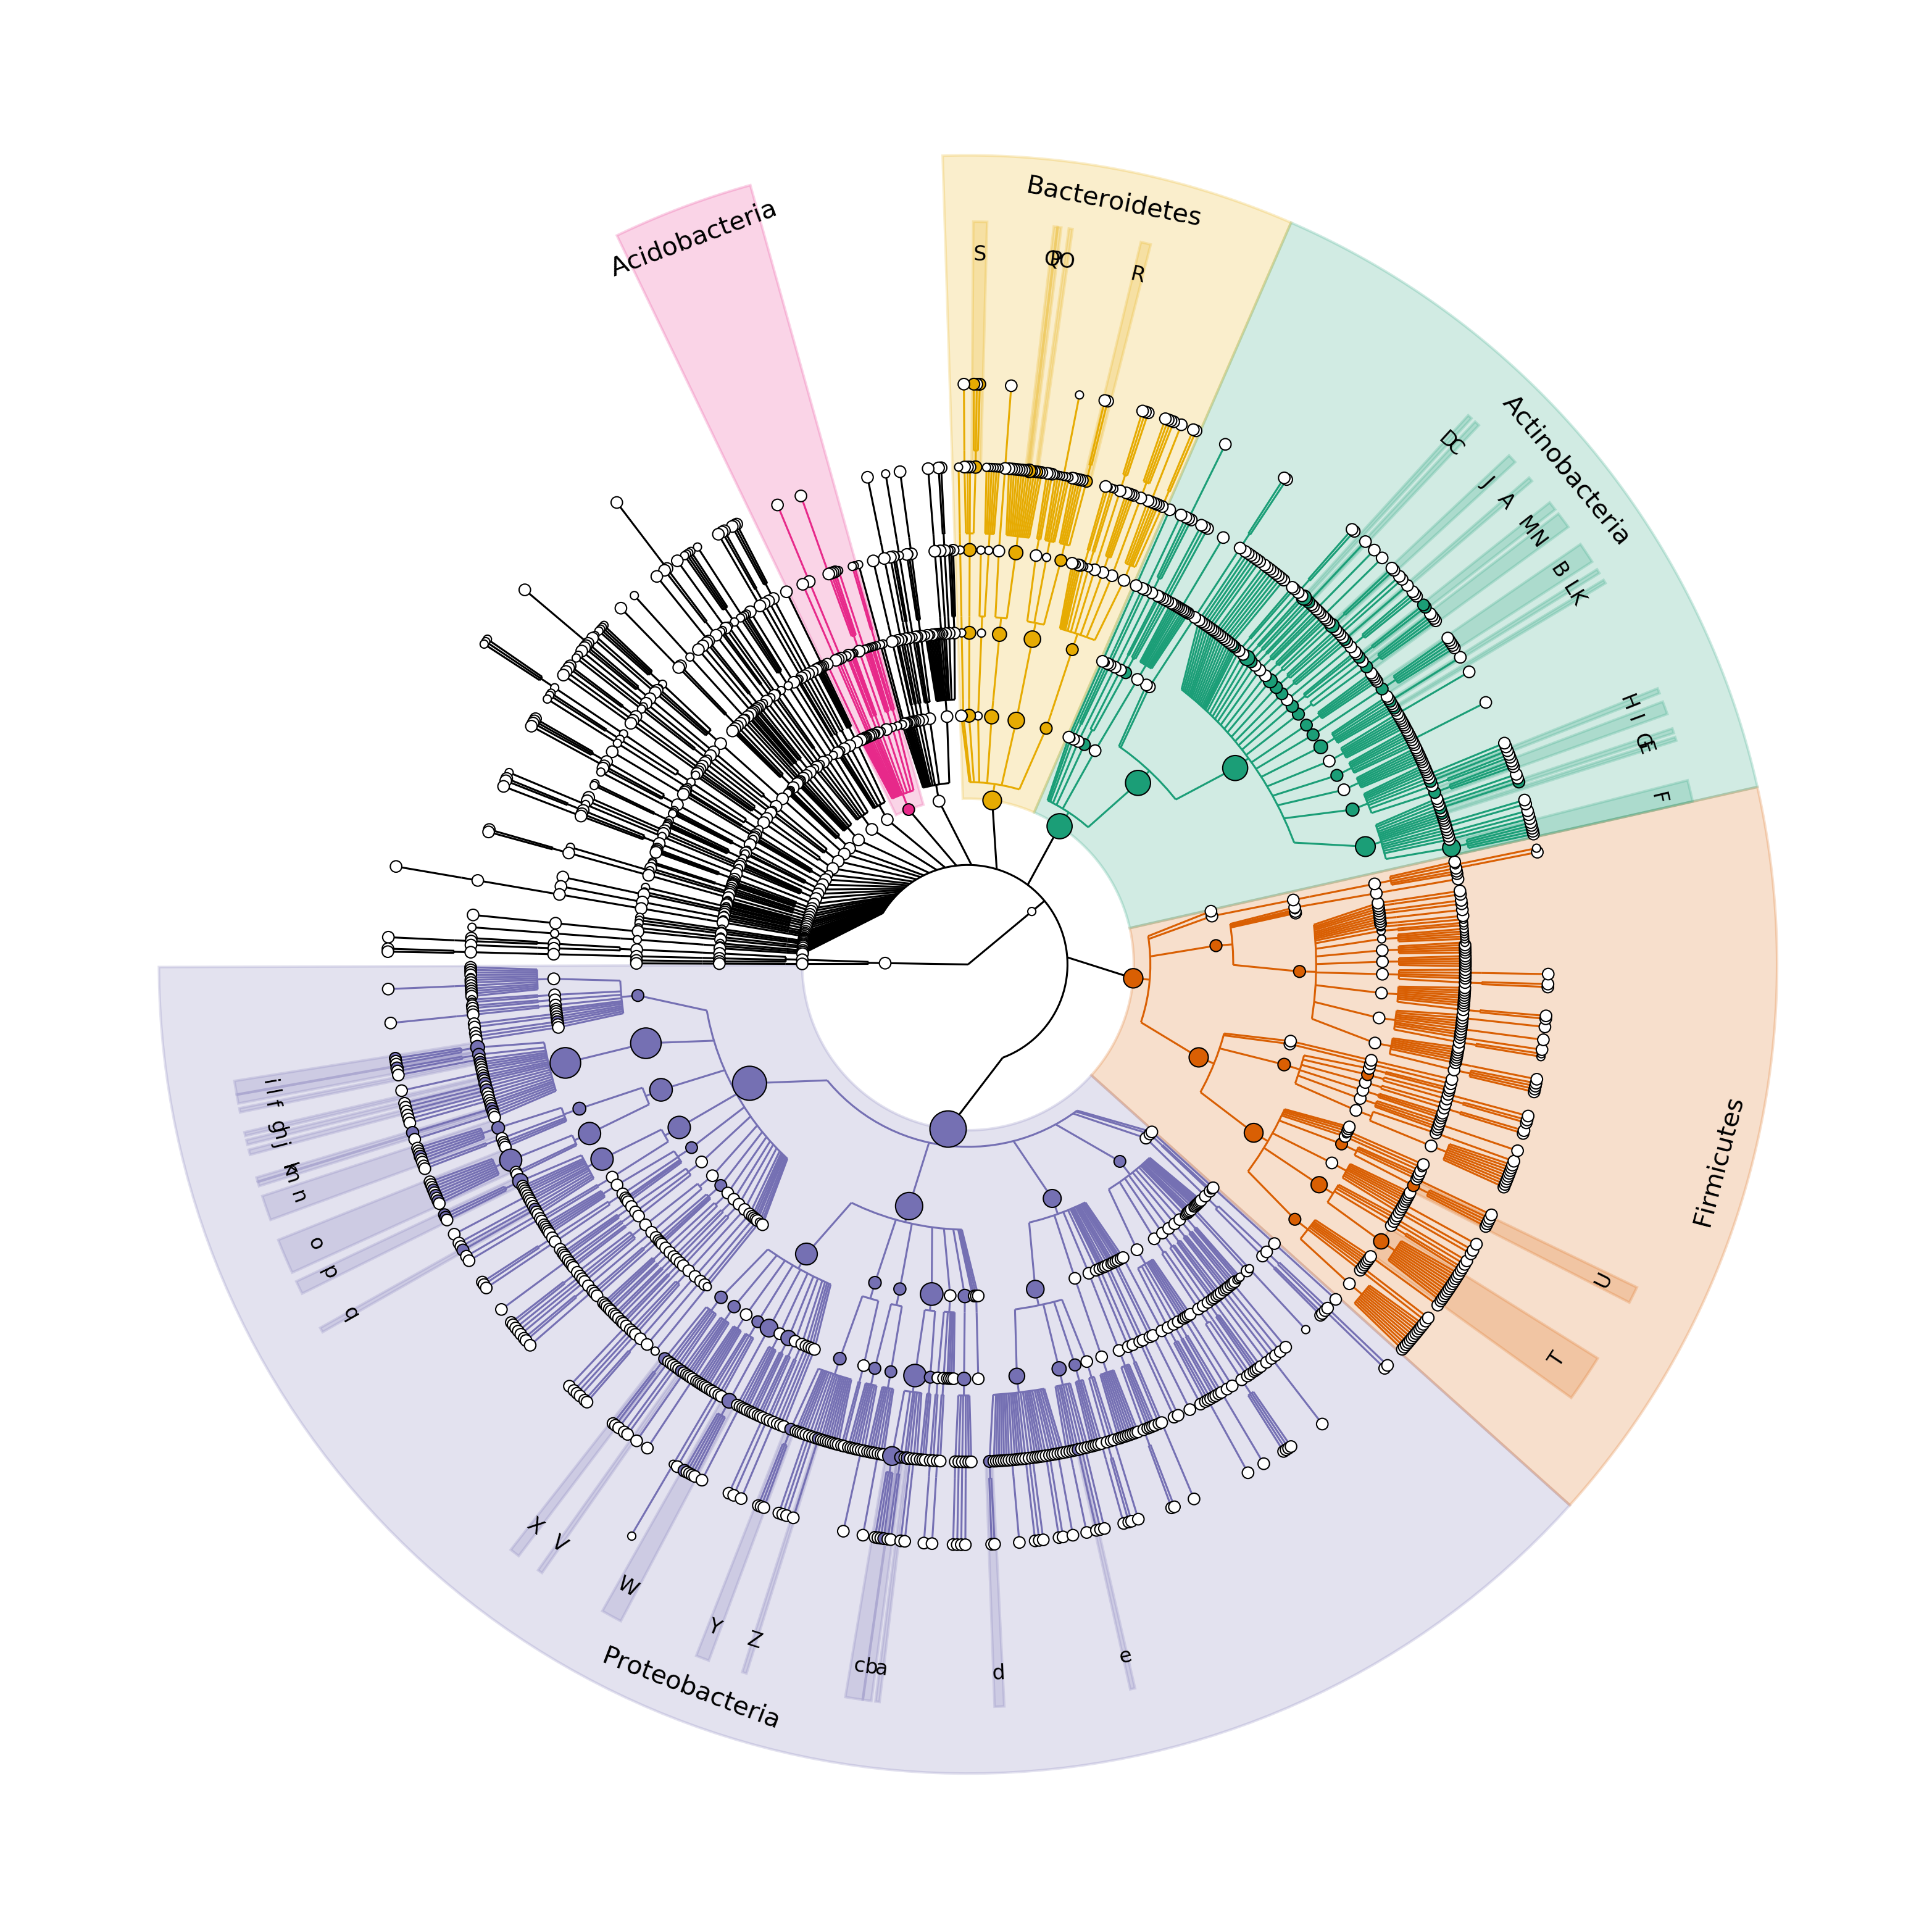 Acidobacteria
Bacteroidetes
S
Q
P
O
R
Actinobacteria
D
C
J
A
M
N
B
L
K
H
I
G
E
F
Firmicutes
U
T
Proteobacteria
e
d
a
b
c
Z
Y
W
V
X
q
p
o
n
m
k
j
h
g
f
l
i